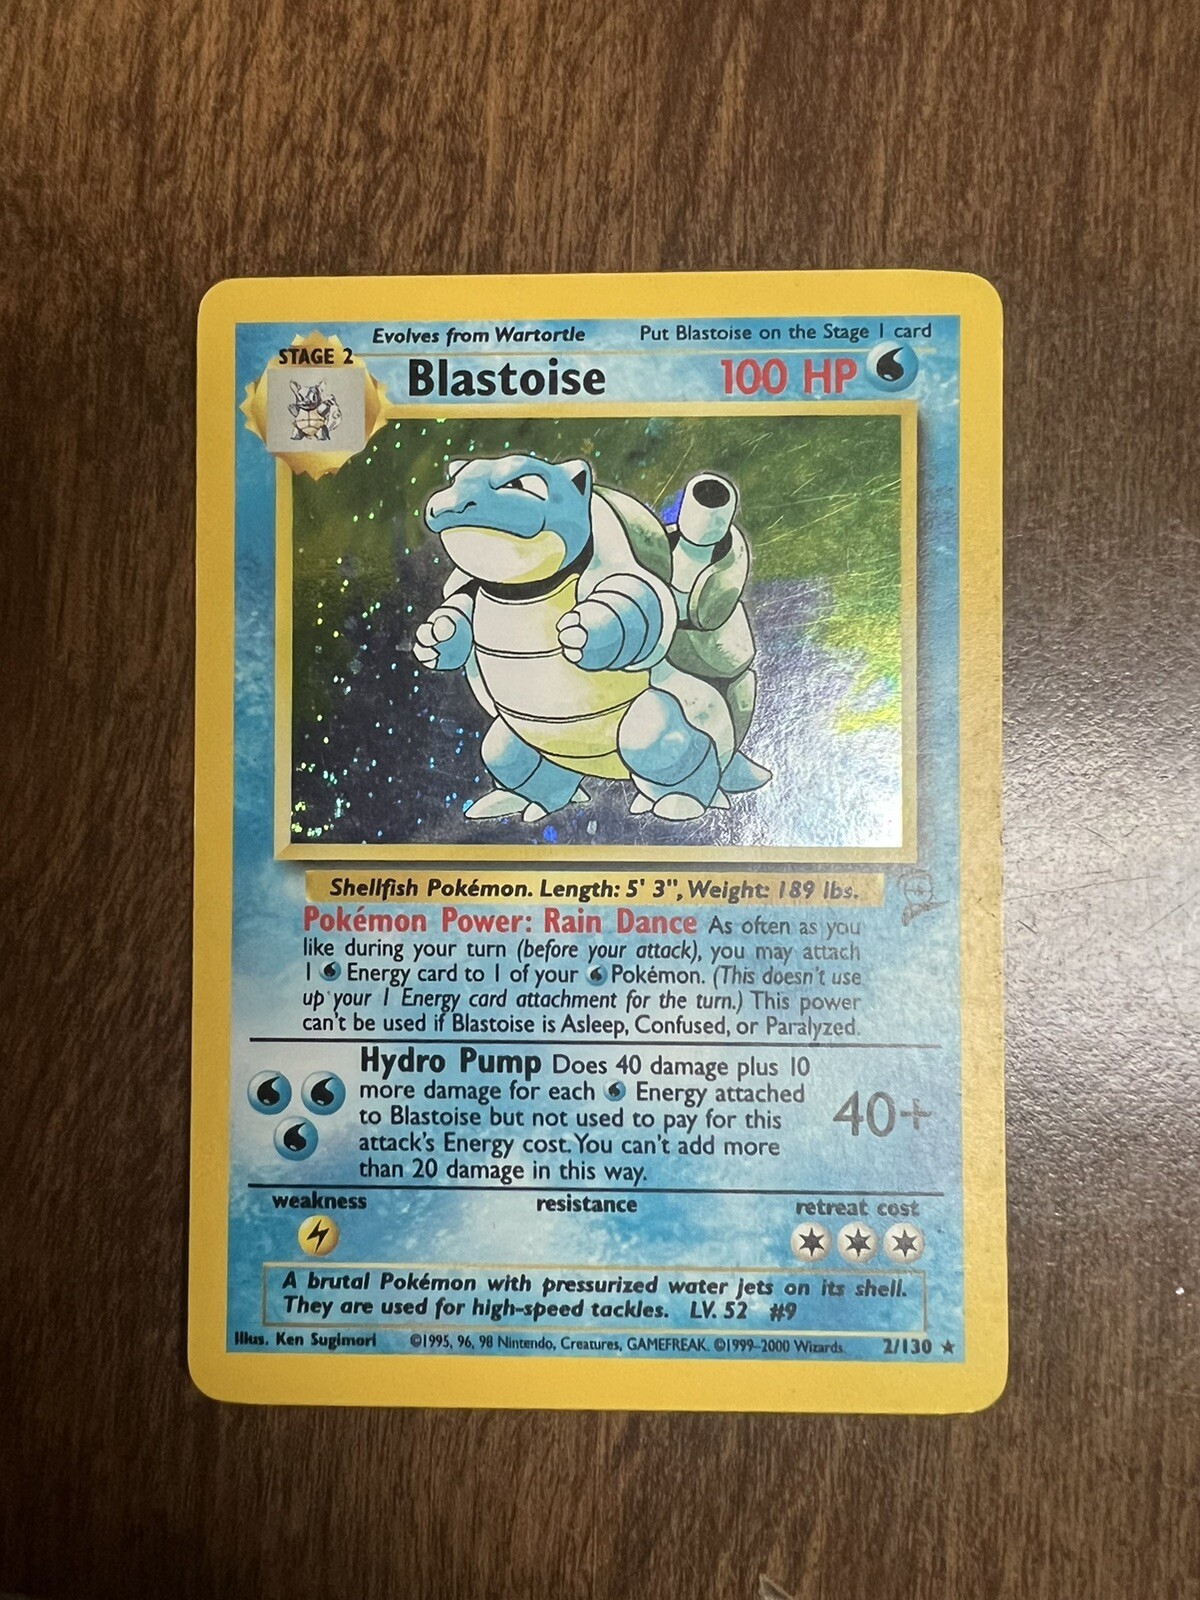 Evolves from Wartortle Put Blastoise on the Stage 1 card
STAGE 2
Blastoise 100 HP
Shellfish Pokémon. Length: 5' 3", Weight: 189 lbs.
Pokémon Power: Rain Dance As often as you
like during your turn (before your attack), you may attach
1 Energy card to 1 of your Pokémon. (This doesn't use
up your 1 Energy card attachment for the turn.) This power
can't be used if Blastoise is Asleep, Confused, or Paralyzed.
Hydro Pump Does 40 damage plus 10
more damage for each Energy attached
to Blastoise but not used to pay for this
attack's Energy cost. You can't add more
than 20 damage in this way.
40+
weakness resistance retreat cost
A brutal Pokémon with pressurized water jets on its shell.
They are used for high-speed tackles. LV. 52 #9
Illus. Ken Sugimori ©1995, 96, 98 Nintendo, Creatures, GAMEFREAK. ©1999-2000 Wizards. 2/130 ★